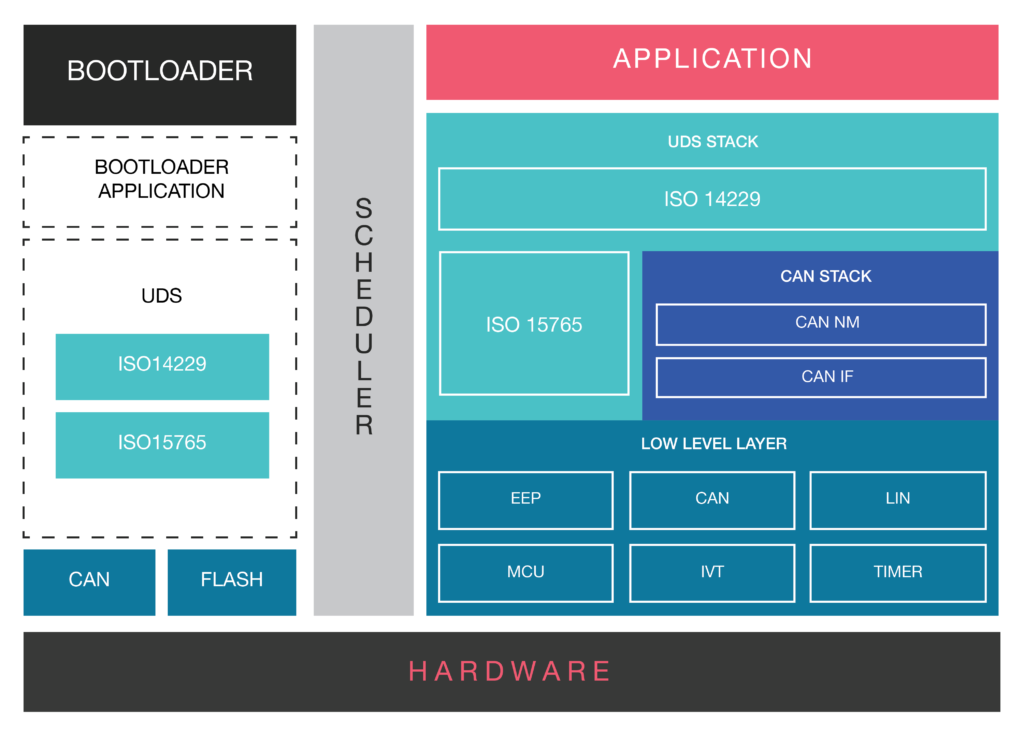 BOOTLOADER
BOOTLOADER
APPLICATION
UDS
ISO14229
ISO15765
CAN
FLASH
SCHEDULER
APPLICATION
UDS STACK
ISO 14229
ISO 15765
CAN STACK
CAN NM
CAN IF
LOW LEVEL LAYER
EEP
CAN
LIN
MCU
IVT
TIMER
HARDWARE